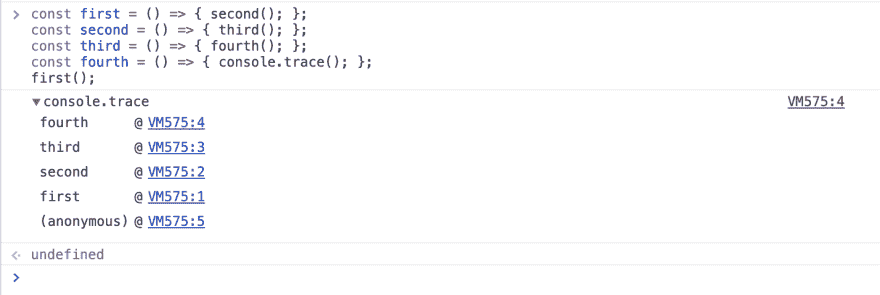 const first = () => { second(); };
const second = () => { third(); };
const third = () => { fourth(); };
const fourth = () => { console.trace(); };
first();
console.trace VM575:4
fourth @ VM575:4
third @ VM575:3
second @ VM575:2
first @ VM575:1
(anonymous) @ VM575:5
undefined